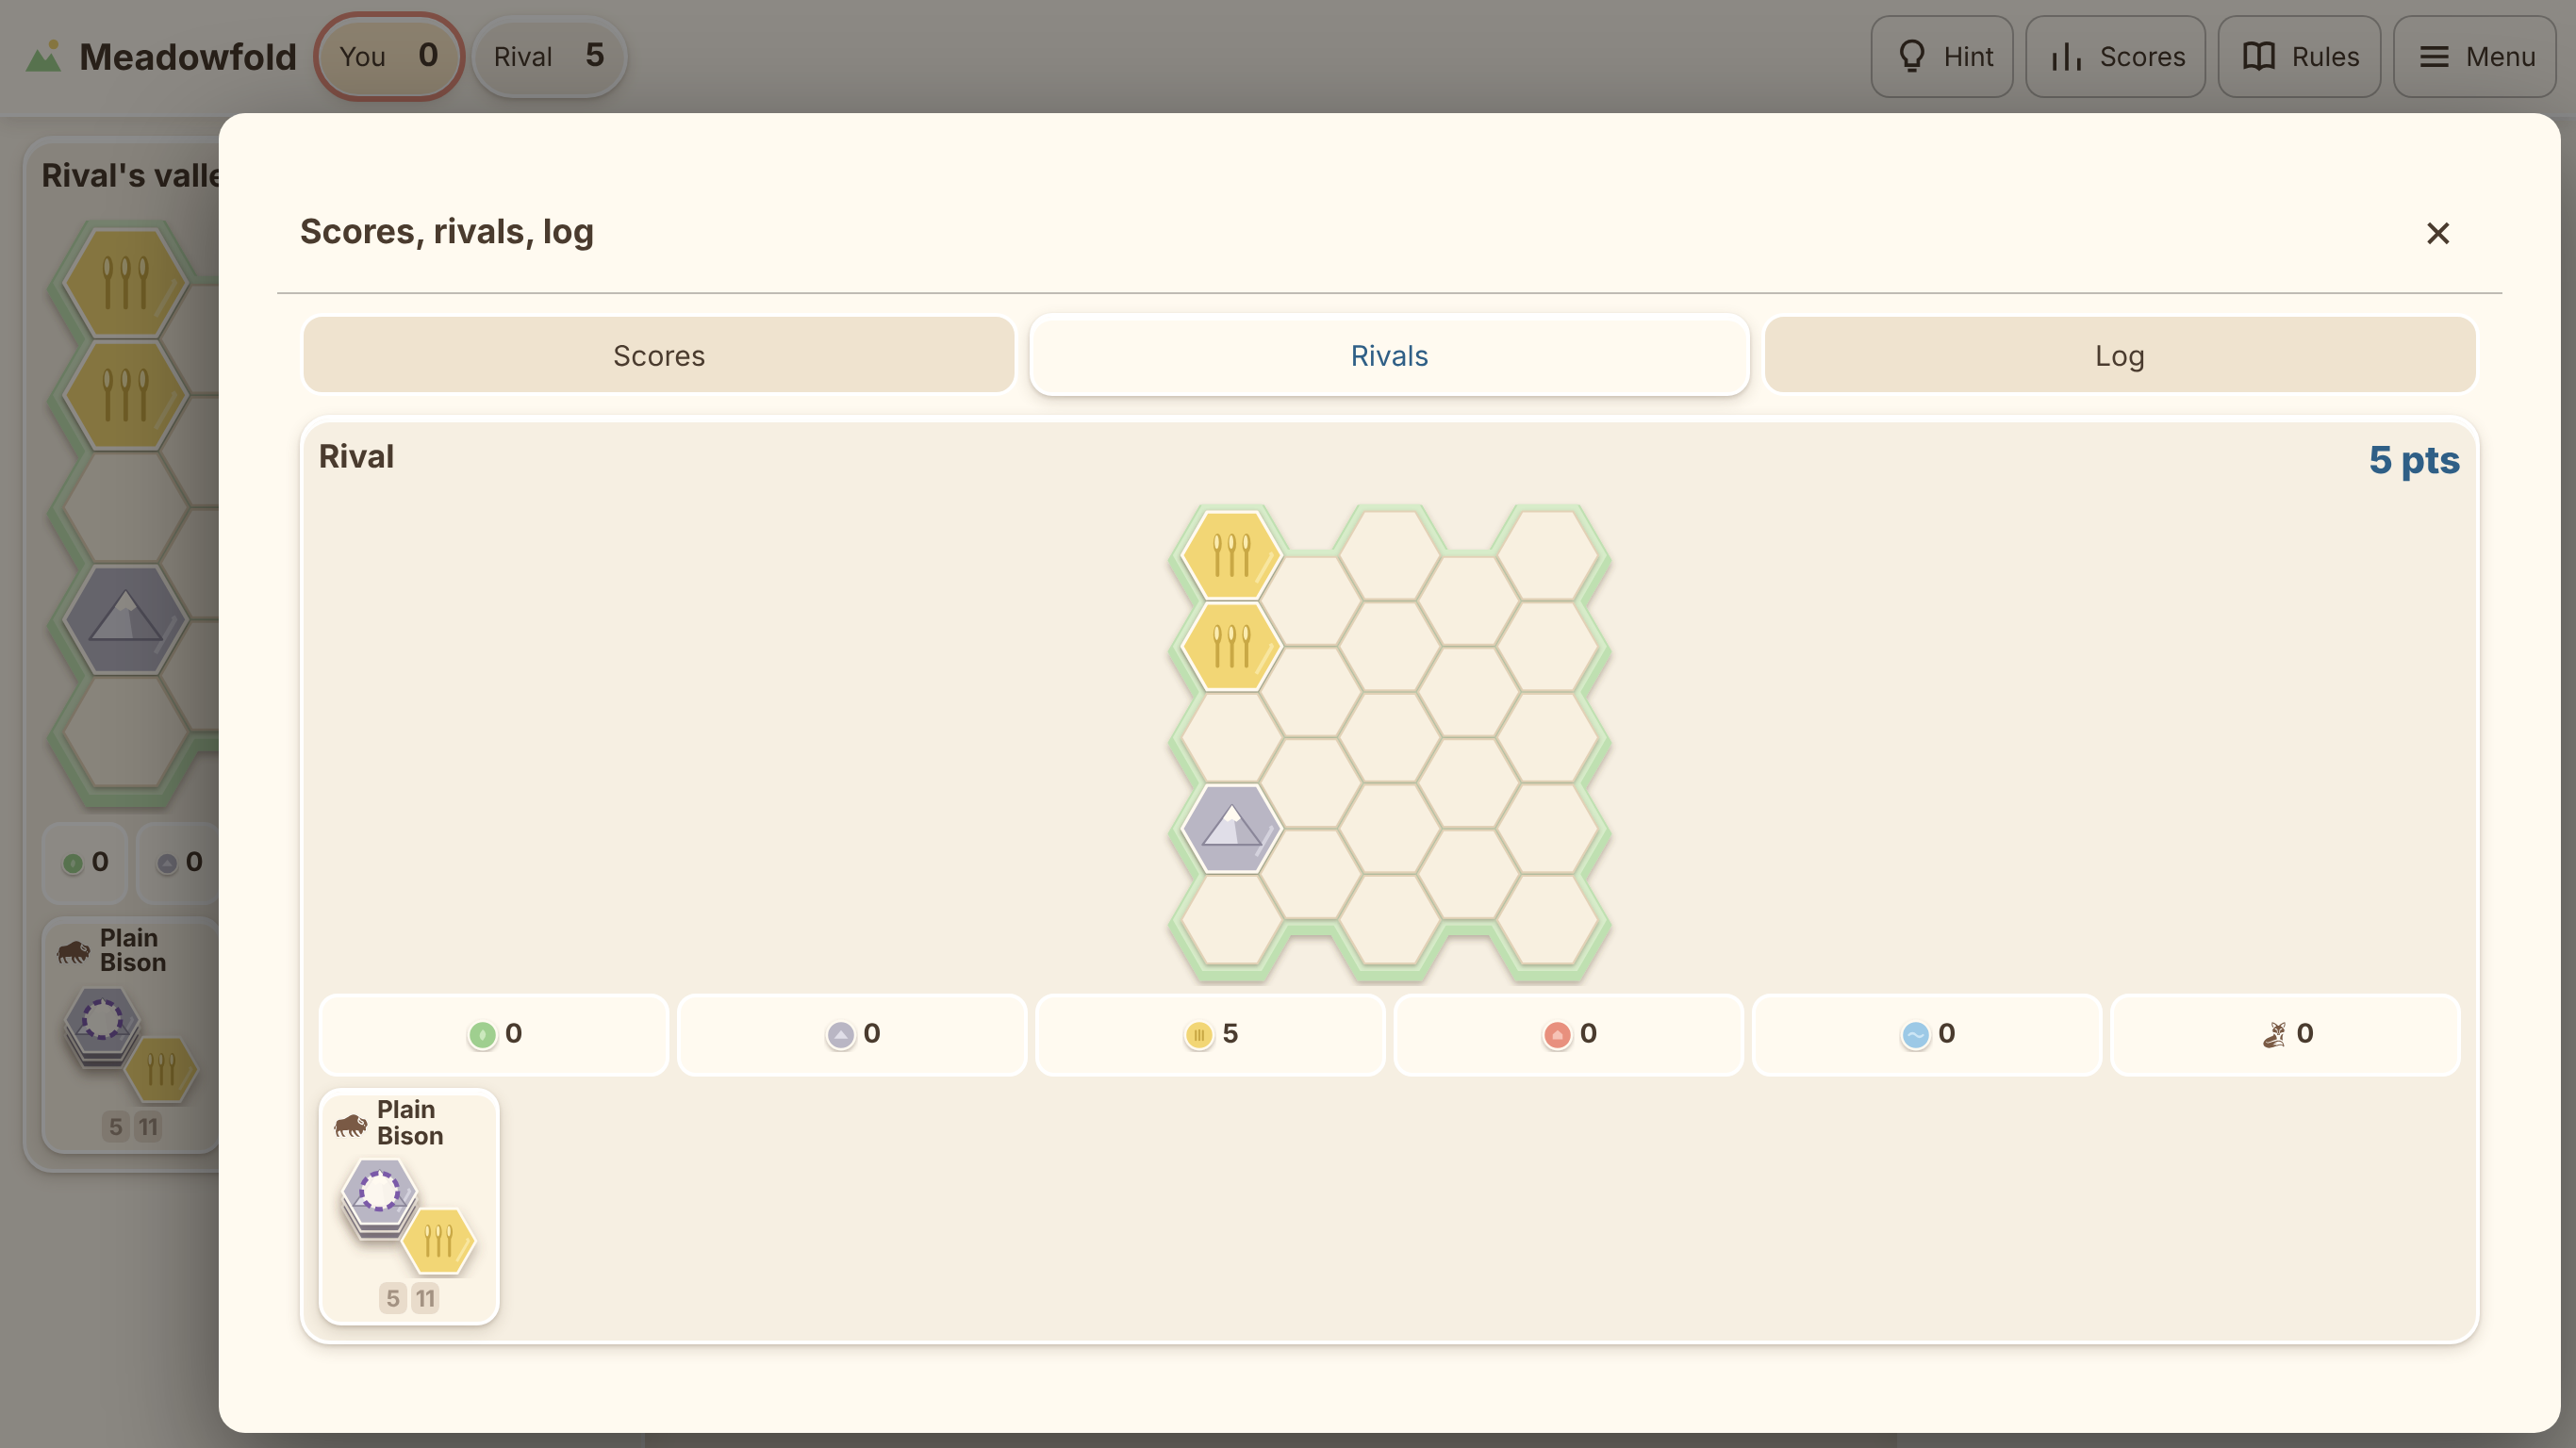 Meadowfold
You 0
Rival 5
Hint
Scores
Rules
Menu
Rival's valle
0
0
Plain
Bison
5 11
Scores, rivals, log
Scores
Rivals
Log
Rival
5 pts
0
0
5
0
0
0
Plain
Bison
5 11